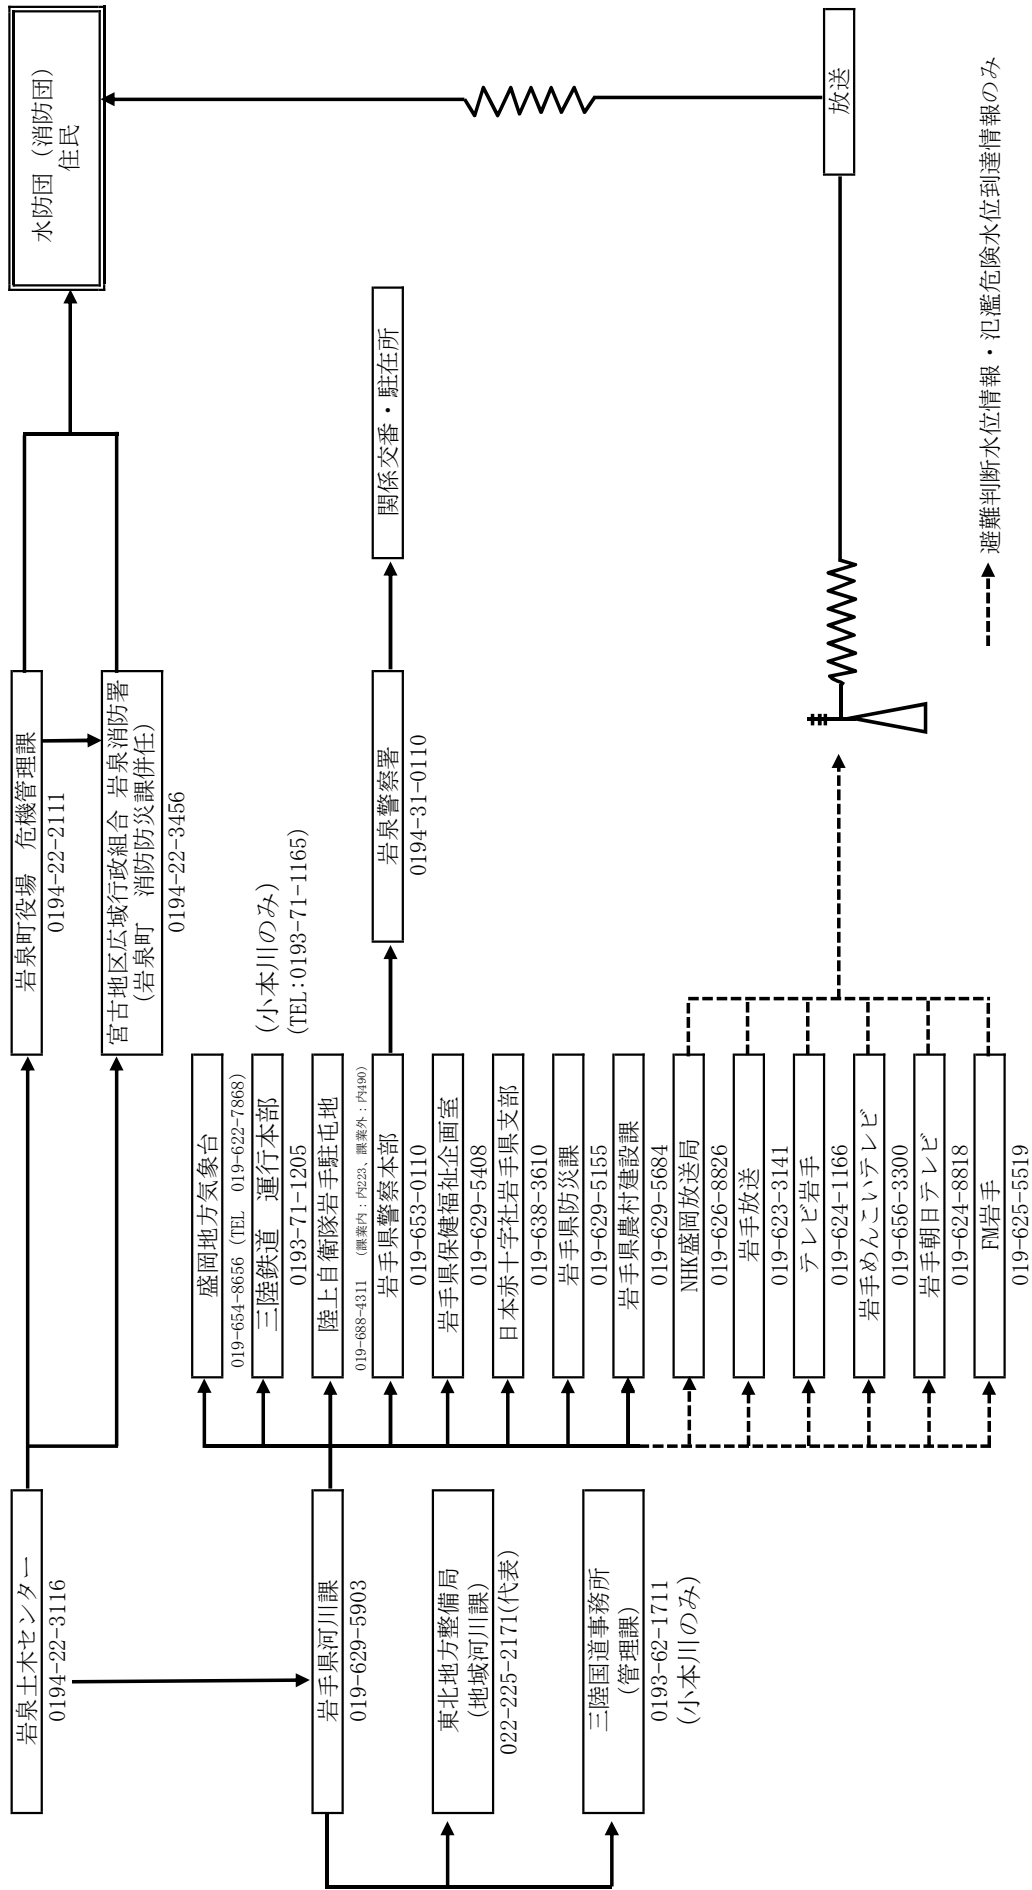 岩泉土木センター
0194-22-3116
岩手県河川課
019-629-5903
東北地方整備局
(地域河川課)
022-225-2171(代表)
三陸国道事務所
(管理課)
0193-62-1711
(小本川のみ)
岩泉町役場　危機管理課
0194-22-2111
宮古地区広域行政組合 岩泉消防署
(岩泉町　消防防災課併任)
0194-22-3456
盛岡地方気象台
019-654-8656 (TEL 019-622-7868)
三陸鉄道　運行本部
0193-71-1205
(小本川のみ)
(TEL:0193-71-1165)
陸上自衛隊岩手駐屯地
019-688-4311 (課業内：内223、課業外：内490)
岩手県警察本部
019-653-0110
岩手県保健福祉企画室
019-629-5408
日本赤十字社岩手県支部
019-638-3610
岩手県防災課
019-629-5155
岩手県農村建設課
019-629-5684
NHK盛岡放送局
019-626-8826
岩手放送
019-623-3141
テレビ岩手
019-624-1166
岩手めんこいテレビ
019-656-3300
岩手朝日テレビ
019-624-8818
FM岩手
019-625-5519
岩泉警察署
0194-31-0110
関係交番・駐在所
水防団（消防団）
住民
放送
避難判断水位情報・氾濫危険水位到達情報のみ